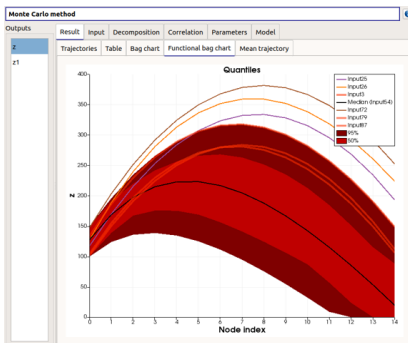 Monte Carlo method
Outputs
z
z1
Result Input Decomposition Correlation Parameters Model
Trajectories Table Bag chart Functional bag chart Mean trajectory
Quantiles
Input25
Input26
Input3
Median (Input54)
Input72
Input79
Input87
95%
50%
400
350
300
250
200
150
100
50
0
z
0 1 2 3 4 5 6 7 8 9 10 11 12 13 14
Node index